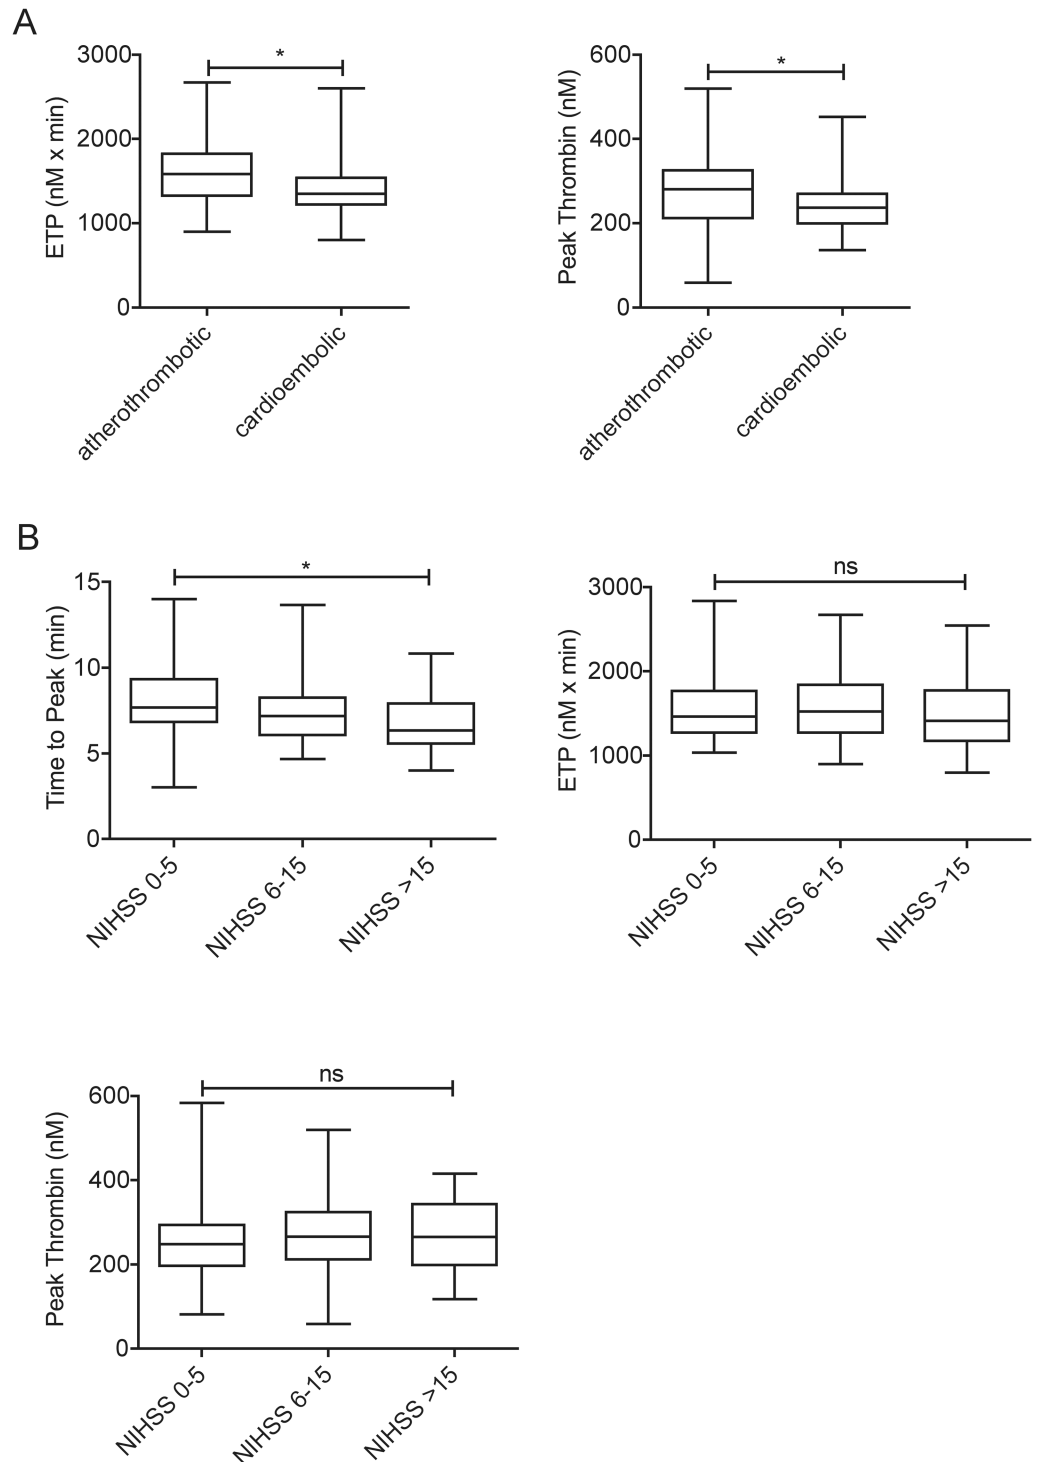 A
ETP (nM x min)
3000
2000
1000
0
*
atherothrombotic
cardioembolic
Peak Thrombin (nM)
600
400
200
0
*
atherothrombotic
cardioembolic
B
Time to Peak (min)
15
10
5
0
*
NIHSS 0-5
NIHSS 6-15
NIHSS >15
ETP (nM x min)
3000
2000
1000
0
ns
NIHSS 0-5
NIHSS 6-15
NIHSS >15
Peak Thrombin (nM)
600
400
200
0
ns
NIHSS 0-5
NIHSS 6-15
NIHSS >15